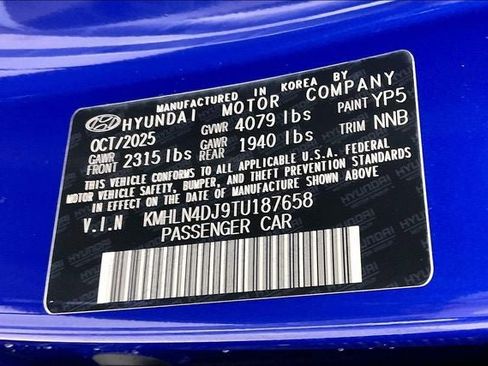 MANUFACTURED IN KOREA BY
HYUNDAI MOTOR COMPANY
OCT/2025 GVWR 4079 lbs PAINT YP5
GAWR FRONT 2315 lbs GAWR REAR 1940 lbs TRIM NNB
THIS VEHICLE CONFORMS TO ALL APPLICABLE U.S.A. FEDERAL
MOTOR VEHICLE SAFETY, BUMPER, AND THEFT PREVENTION
STANDARDS IN EFFECT ON THE DATE OF MANUFACTURE SHOWN ABOVE.
V.I.N KMHLN4DJ9TU187658
PASSENGER CAR